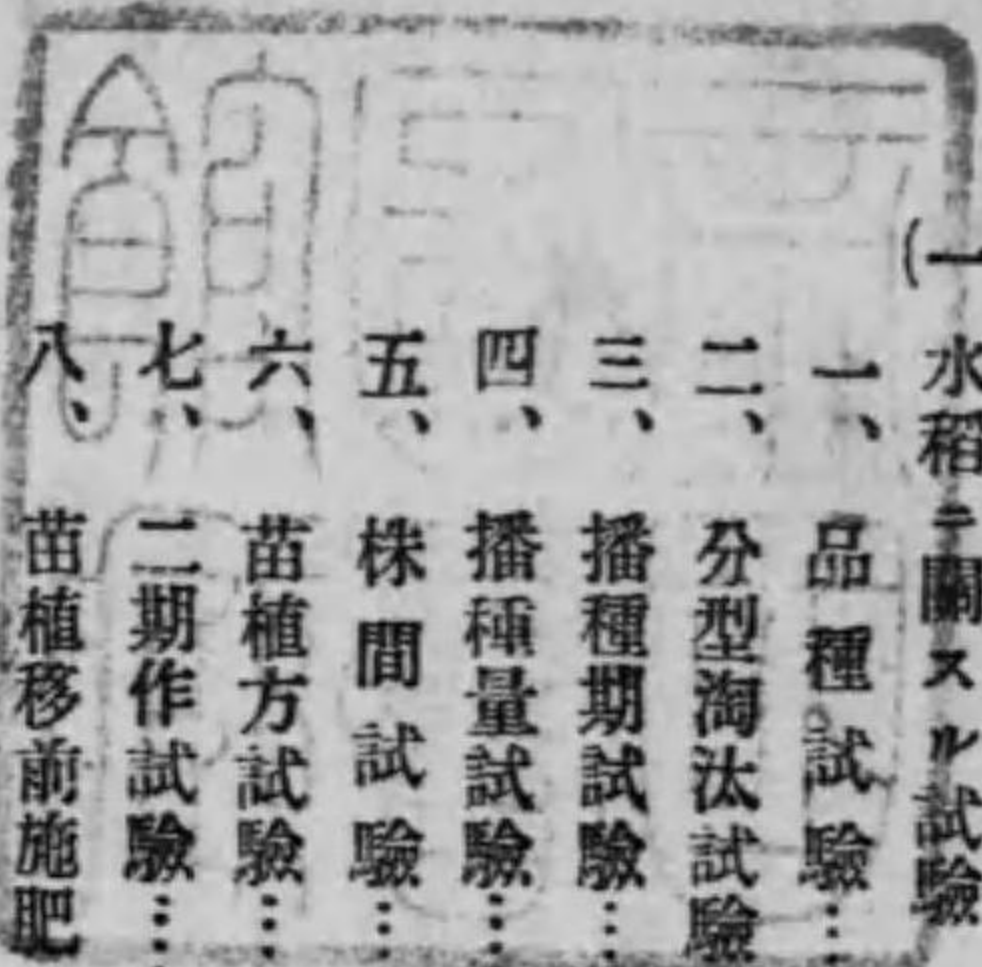 (一 水稻ニ關スル試驗
一、品種試驗…
二、分型淘汰試驗
三、播種期試驗…
四、播種量試驗…
五、株間試驗…
六、苗植方試驗…
七、二期作試驗…
八、苗植移前施肥